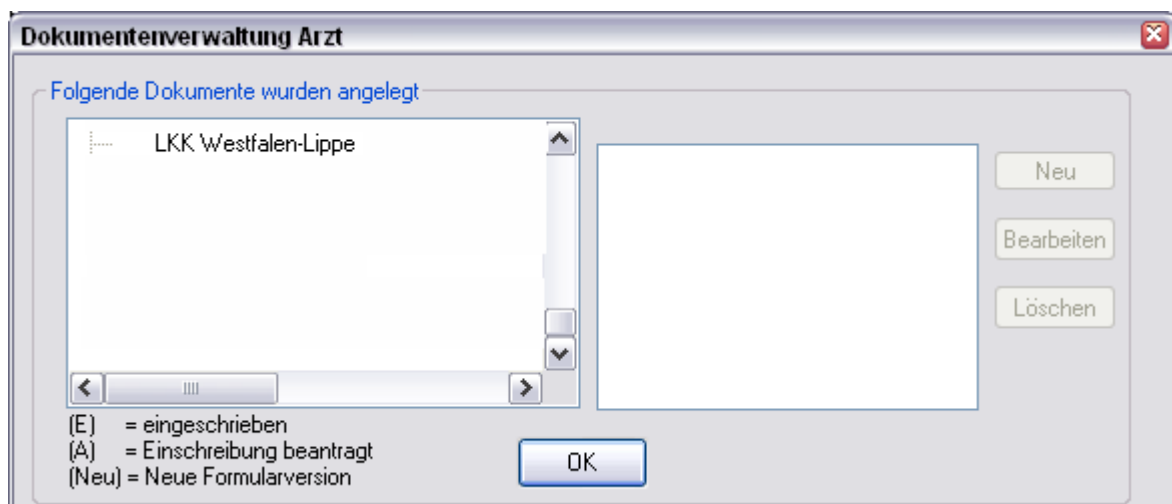 Dokumentenverwaltung Arzt
Folgende Dokumente wurden angelegt
LKK Westfalen-Lippe
Neu
Bearbeiten
Löschen
(E) = eingeschrieben
(A) = Einschreibung beantragt
(Neu) = Neue Formularversion
OK